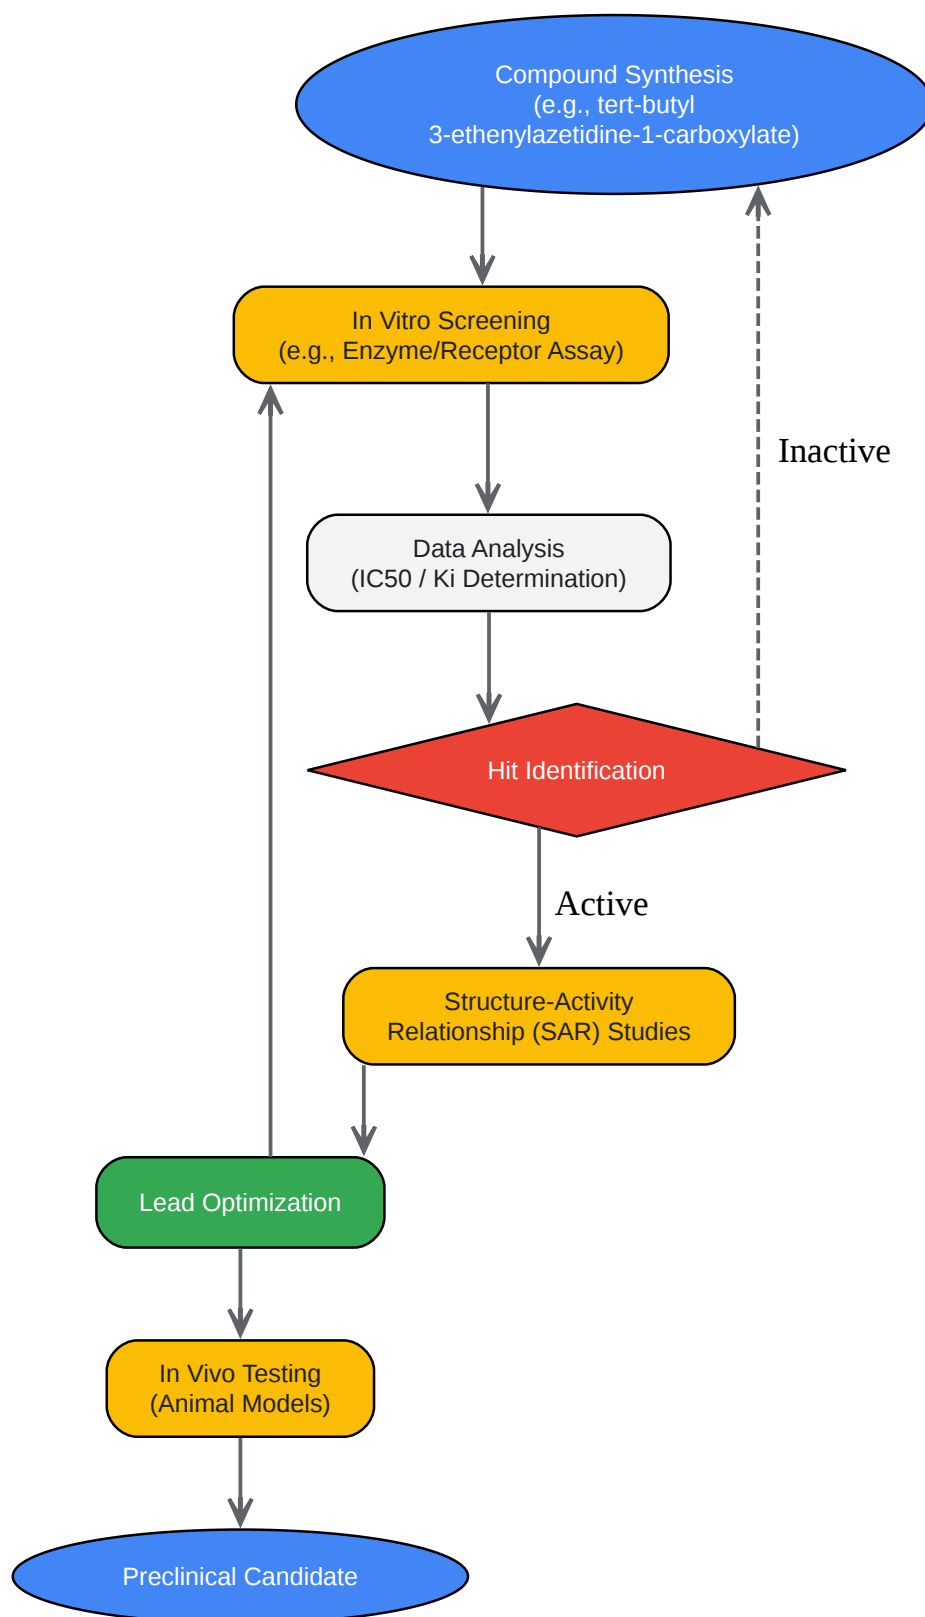 Compound Synthesis
(e.g., tert-butyl
3-ethenylazetidine-1-carboxylate)
In Vitro Screening
(e.g., Enzyme/Receptor Assay)
Inactive
Data Analysis
(IC50 / Ki Determination)
Hit Identification
Active
Structure-Activity
Relationship (SAR) Studies
Lead Optimization
In Vivo Testing
(Animal Models)
Preclinical Candidate